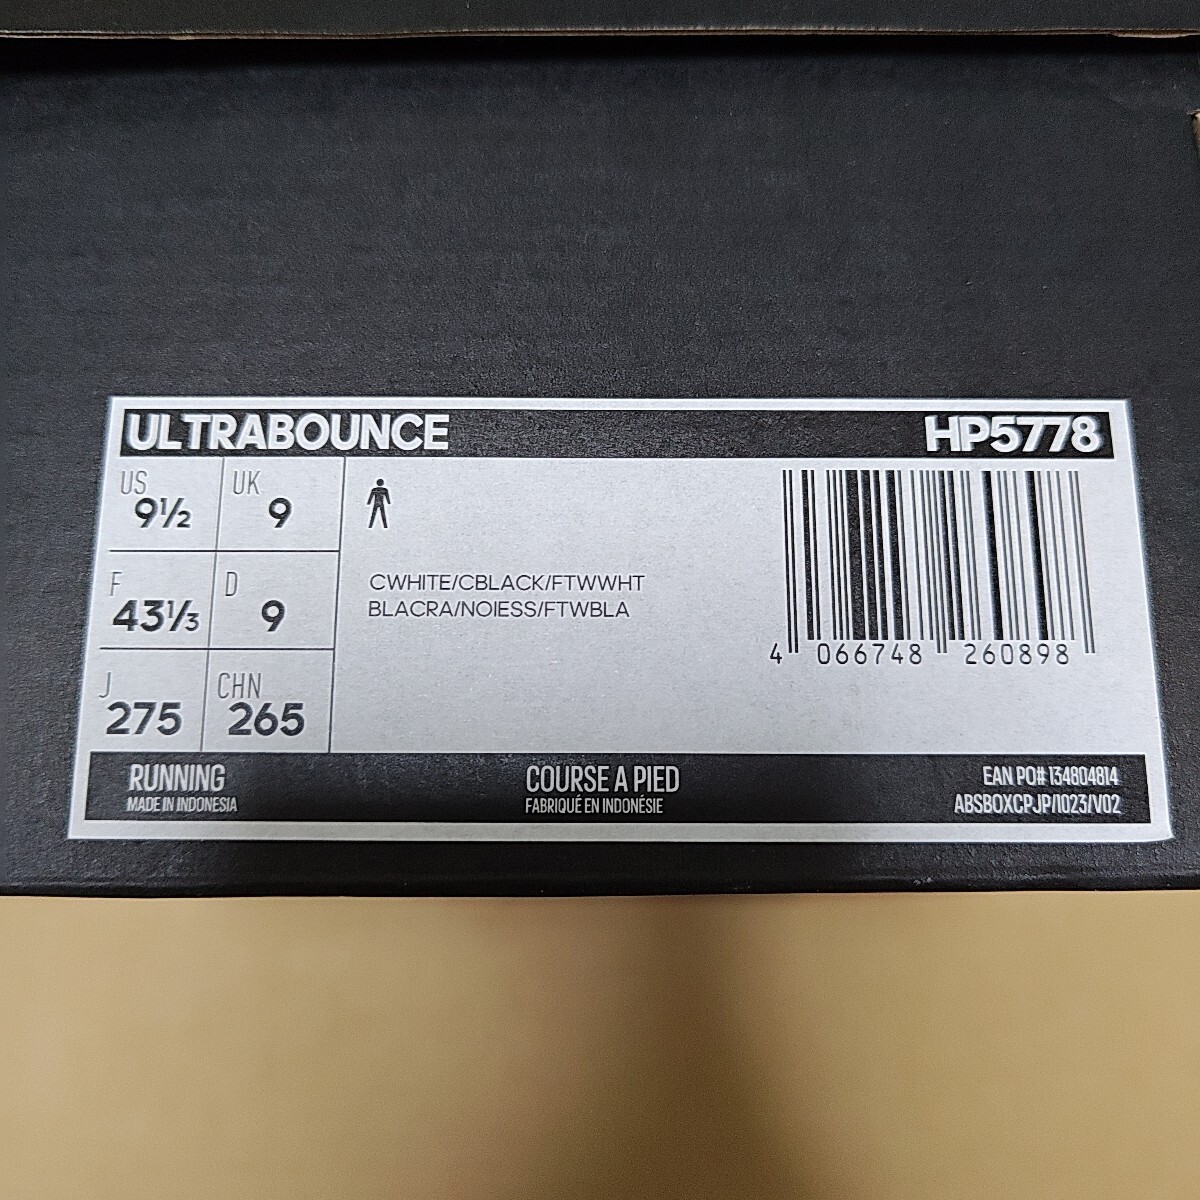 ULTRABOUNCE HP5778
US 9½ UK 9
F 43⅓ D 9
J 275 CHN 265
CWHITE/CBLACK/FTWWHT
BLACRA/NOIESS/FTWBLA
4 066748 260898
RUNNING
MADE IN INDONESIA
COURSE A PIED
FABRIQUÉ EN INDONÉSIE
EAN PO# 134804814
ABSBOXCPJP/1023/V02